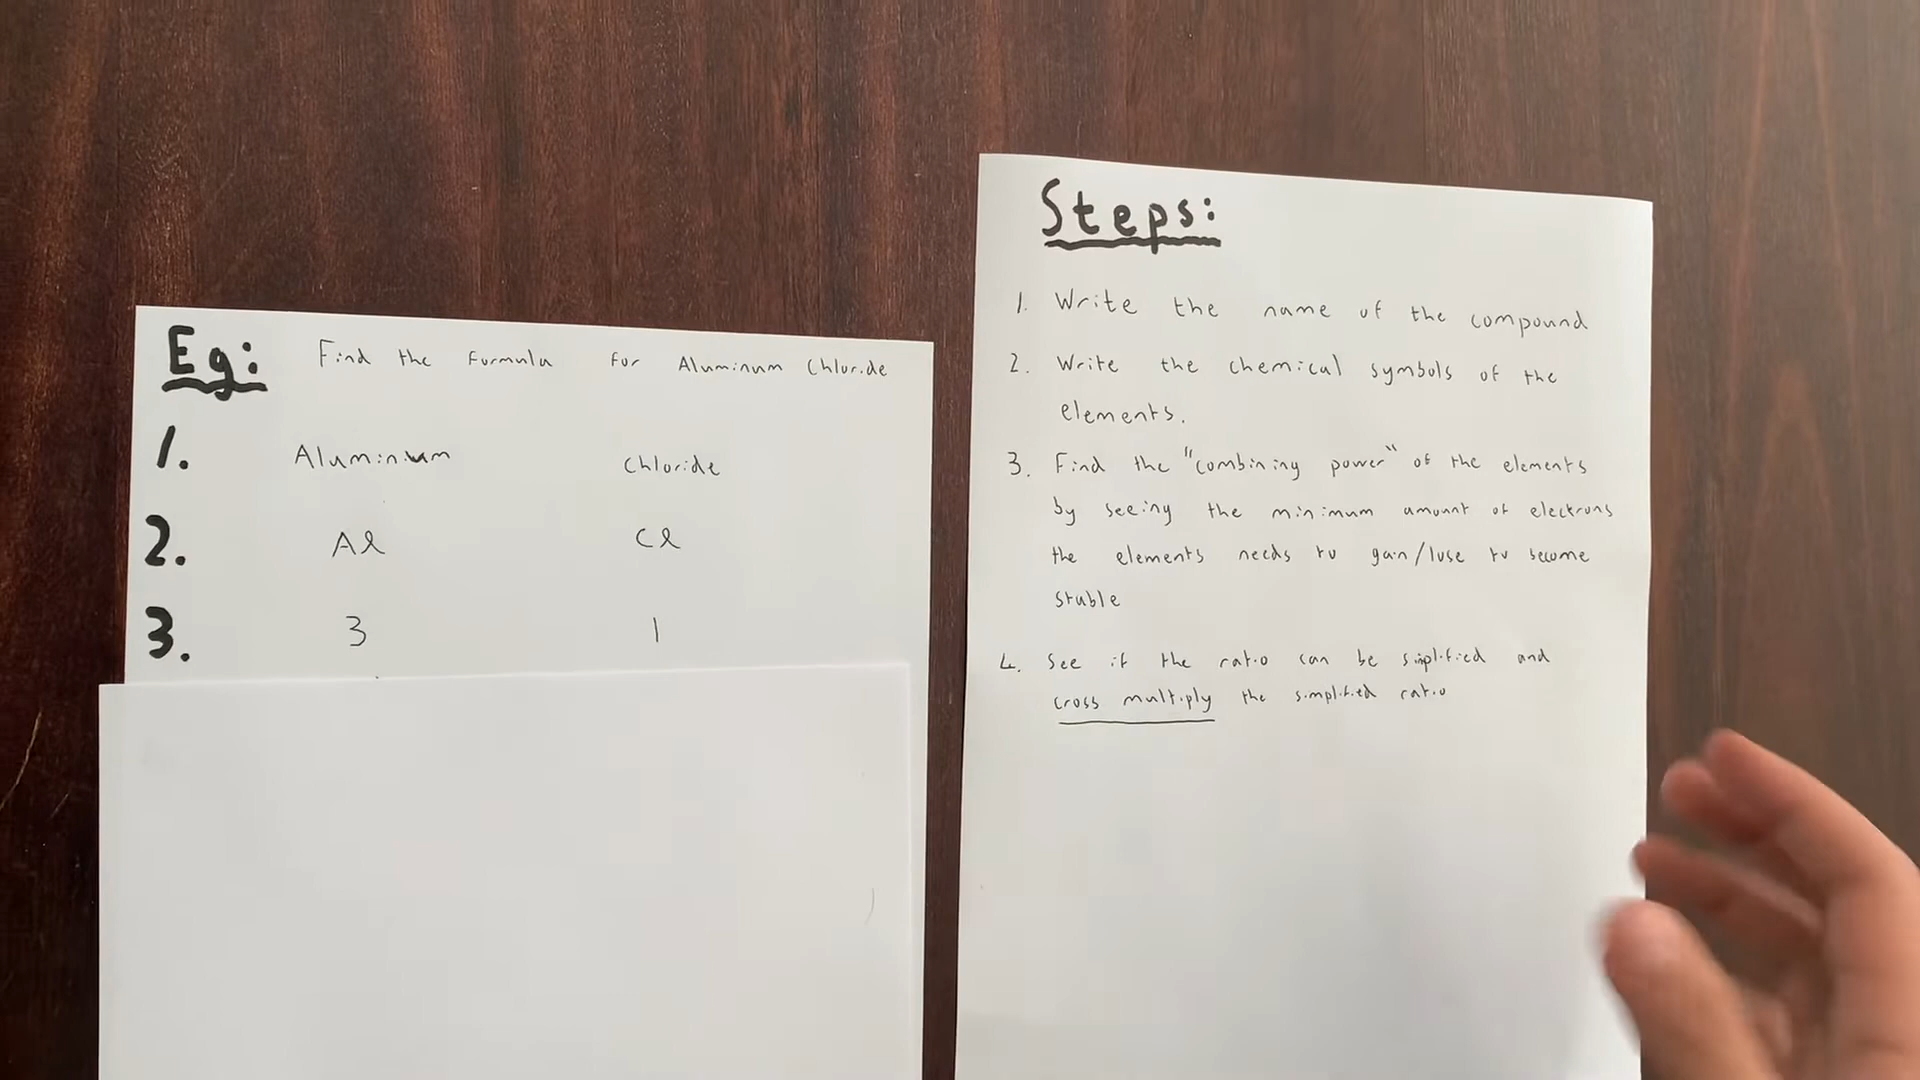 Eg: Find the formula for Aluminum Chloride
1. Aluminium Chloride
2. Al Cl
3. 3 1
Steps:
1. Write the name of the compound
2. Write the chemical symbols of the
elements.
3. Find the "combining power" of the elements
by seeing the minimum amount of electrons
the elements needs to gain/lose to become
stable
4. See if the ratio can be simplified and
cross multiply the simplified ratio